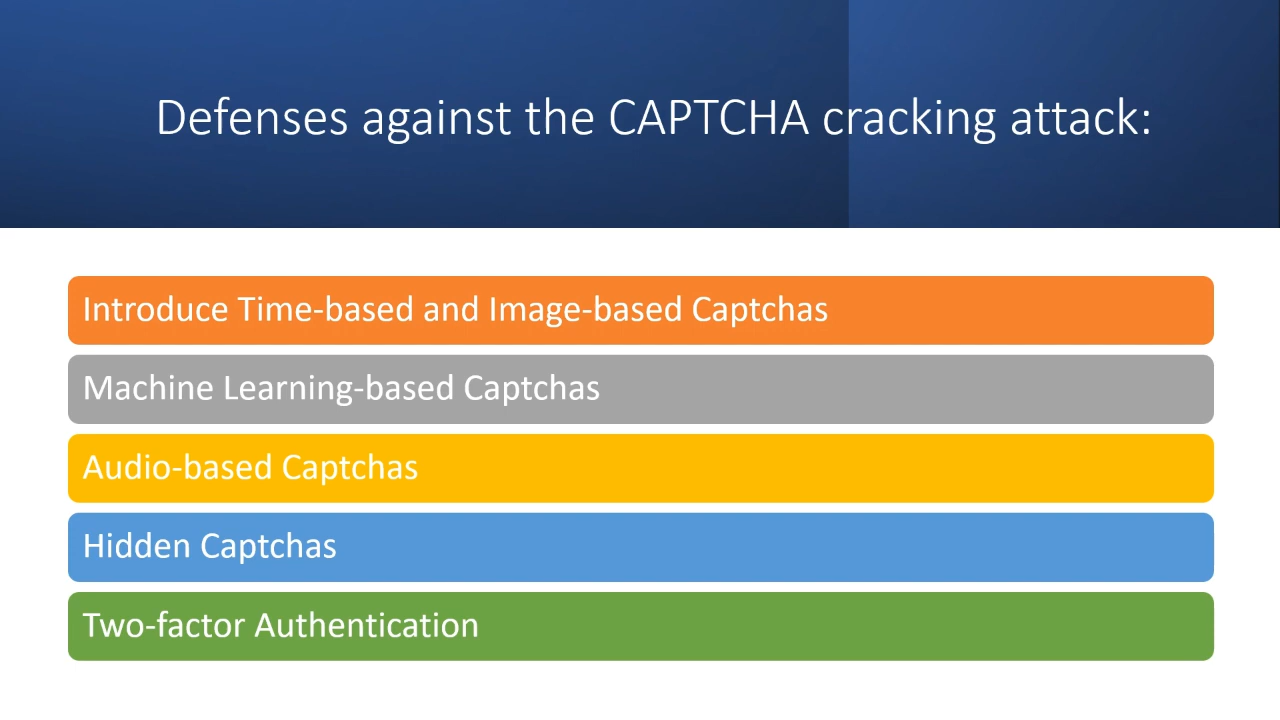 Defenses against the CAPTCHA cracking attack:
Introduce Time-based and Image-based Captchas
Machine Learning-based Captchas
Audio-based Captchas
Hidden Captchas
Two-factor Authentication